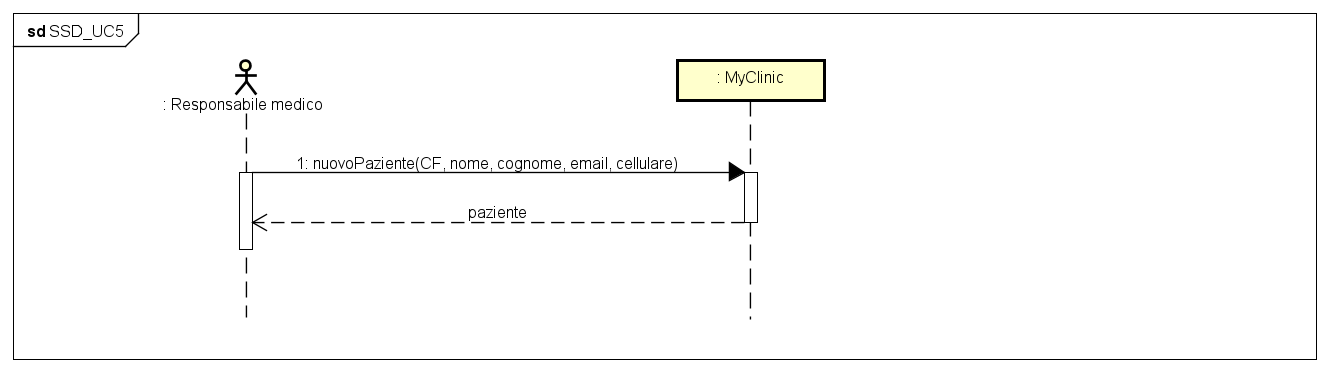 sd SSD_UC5
: Responsabile medico
: MyClinic
1: nuovoPaziente(CF, nome, cognome, email, cellulare)
paziente